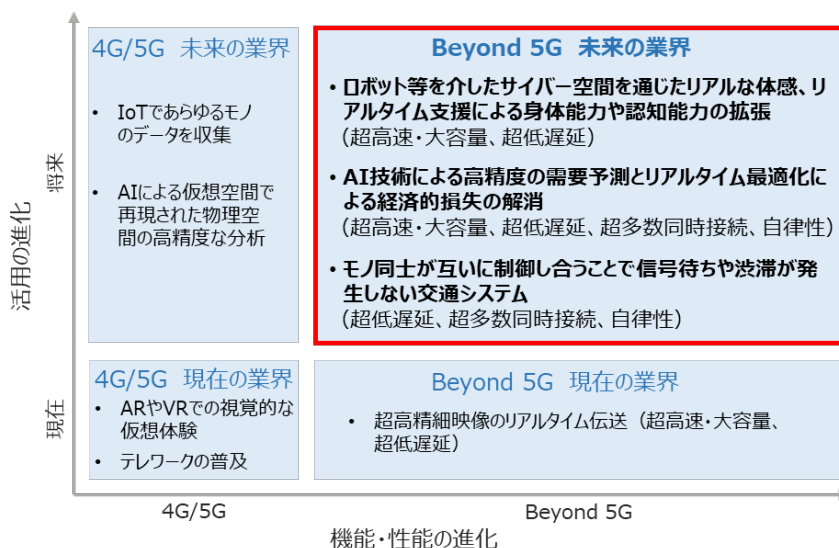 4G/5G 未来の業界
• IoTであらゆるモノ
のデータを収集
• AIによる仮想空間で
再現された物理空
間の高精度な分析
Beyond 5G 未来の業界
• ロボット等を介したサイバー空間を通じたリアルな体感、リ
アルタイム支援による身体能力や認知能力の拡張
(超高速・大容量、超低遅延)
• AI技術による高精度の需要予測とリアルタイム最適化に
よる経済的損失の解消
(超高速・大容量、超低遅延、超多数同時接続、自律性)
• モノ同士が互いに制御し合うことで信号待ちや渋滞が発
生しない交通システム
(超低遅延、超多数同時接続、自律性)
4G/5G 現在の業界
• ARやVRでの視覚的な
仮想体験
• テレワークの普及
Beyond 5G 現在の業界
• 超高精細映像のリアルタイム伝送(超高速・大容量、
超低遅延)
活用の進化
将来
現在
4G/5G
Beyond 5G
機能・性能の進化